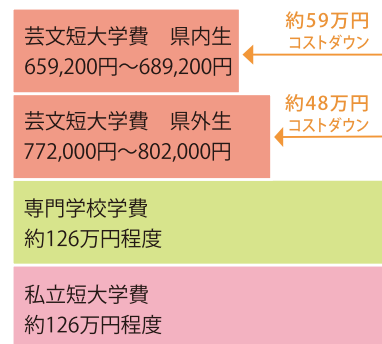 芸文短大学費　県内生
659,200円～689,200円
約59万円
コストダウン
芸文短大学費　県外生
772,000円～802,000円
約48万円
コストダウン
専門学校学費
約126万円程度
私立短大学費
約126万円程度